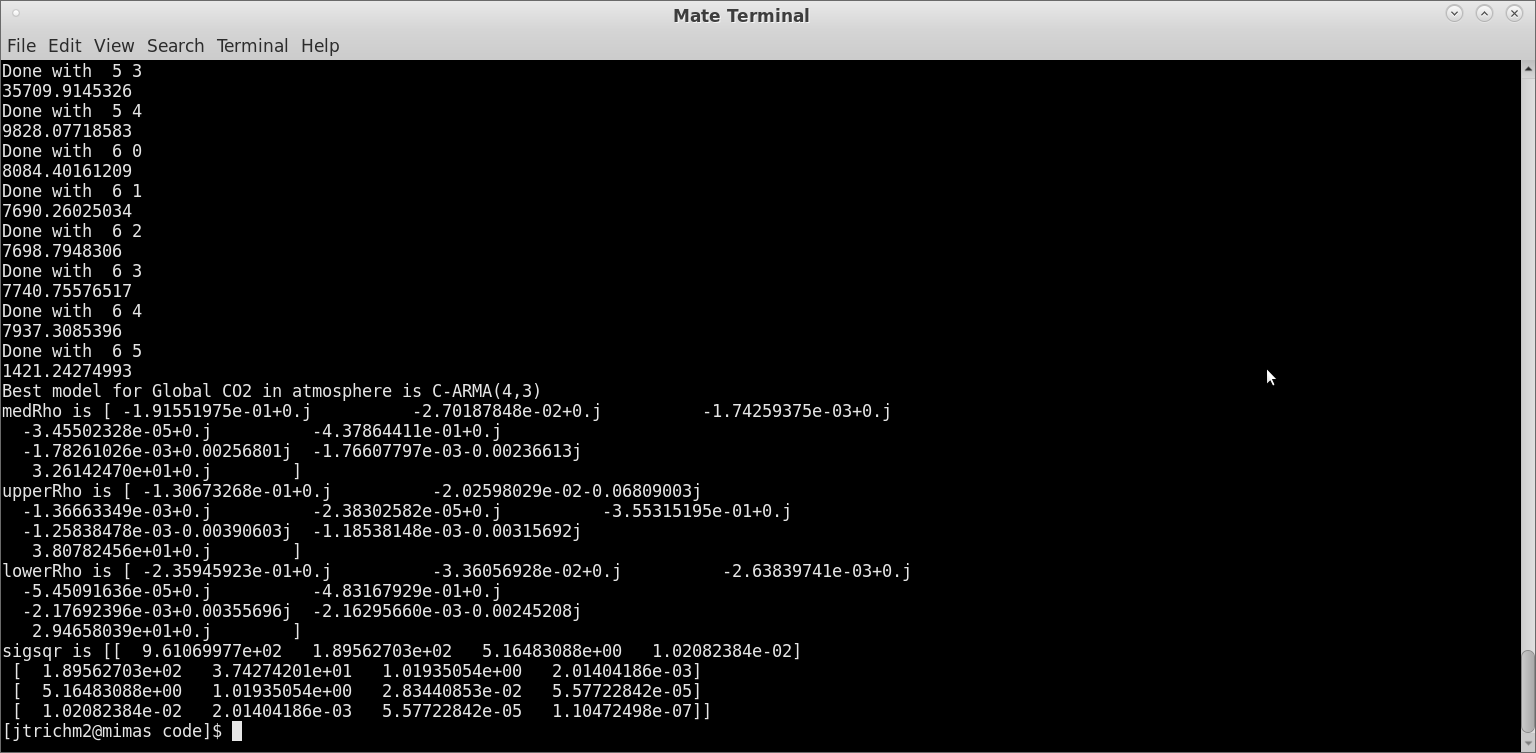 Mate Terminal
File Edit View Search Terminal Help
Done with  5 3
35709.9145326
Done with  5 4
9828.07718583
Done with  6 0
8084.40161209
Done with  6 1
7690.26025034
Done with  6 2
7698.7948306
Done with  6 3
7740.75576517
Done with  6 4
7937.3085396
Done with  6 5
1421.24274993
Best model for Global CO2 in atmosphere is C-ARMA(4,3)
medRho is [ -1.91551975e-01+0.j          -2.70187848e-02+0.j          -1.74259375e-03+0.j
  -3.45502328e-05+0.j          -4.37864411e-01+0.j
  -1.78261026e-03+0.00256801j  -1.76607797e-03-0.00236613j
   3.26142470e+01+0.j        ]
upperRho is [ -1.30673268e-01+0.j          -2.02598029e-02-0.06809003j
  -1.36663349e-03+0.j          -2.38302582e-05+0.j          -3.55315195e-01+0.j
  -1.25838478e-03-0.00390603j  -1.18538148e-03-0.00315692j
   3.80782456e+01+0.j        ]
lowerRho is [ -2.35945923e-01+0.j          -3.36056928e-02+0.j          -2.63839741e-03+0.j
  -5.45091636e-05+0.j          -4.83167929e-01+0.j
  -2.17692396e-03+0.00355696j  -2.16295660e-03-0.00245208j
   2.94658039e+01+0.j        ]
sigsqr is [[  9.61069977e+02   1.89562703e+02   5.16483088e+00   1.02082384e-02]
 [  1.89562703e+02   3.74274201e+01   1.01935054e+00   2.01404186e-03]
 [  5.16483088e+00   1.01935054e+00   2.83440853e-02   5.57722842e-05]
 [  1.02082384e-02   2.01404186e-03   5.57722842e-05   1.10472498e-07]]
[jtrichm2@mimas code]$